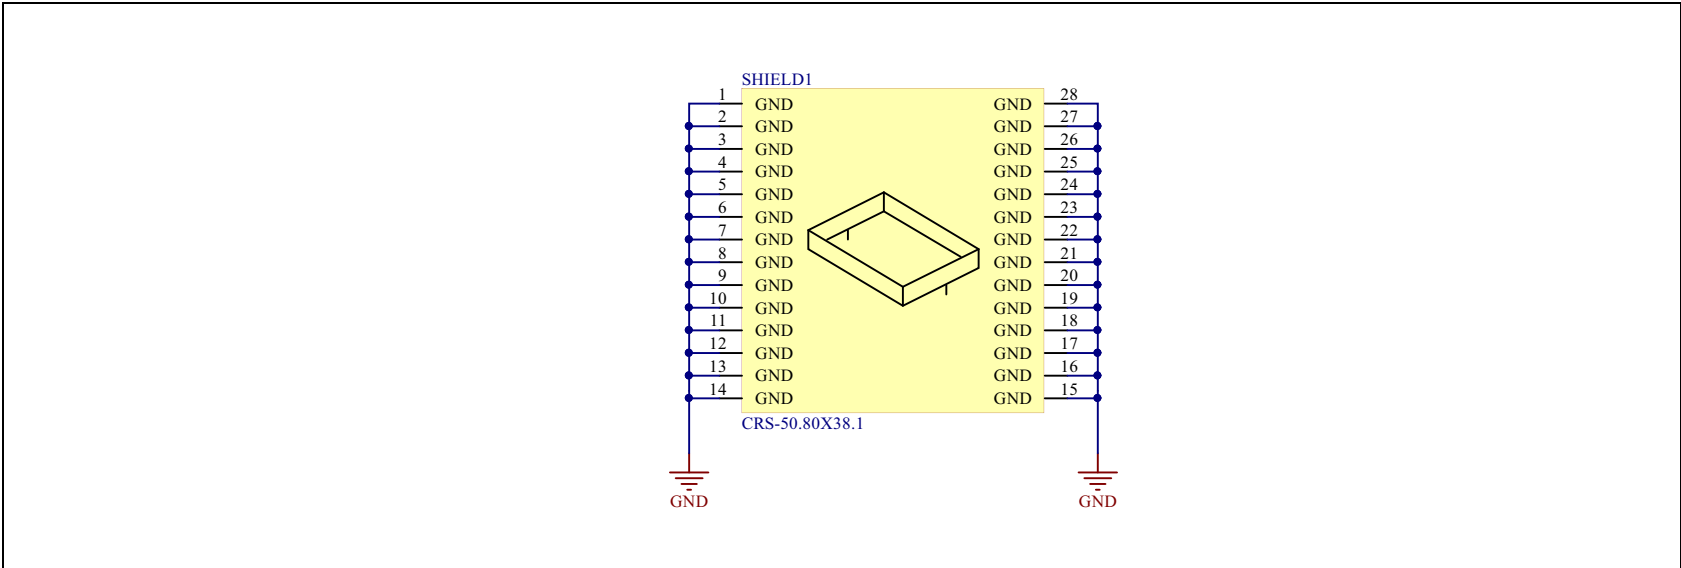 SHIELD1
1 GND GND 28
2 GND GND 27
3 GND GND 26
4 GND GND 25
5 GND GND 24
6 GND GND 23
7 GND GND 22
8 GND GND 21
9 GND GND 20
10 GND GND 19
11 GND GND 18
12 GND GND 17
13 GND GND 16
14 GND GND 15
CRS-50.80X38.1
GND GND